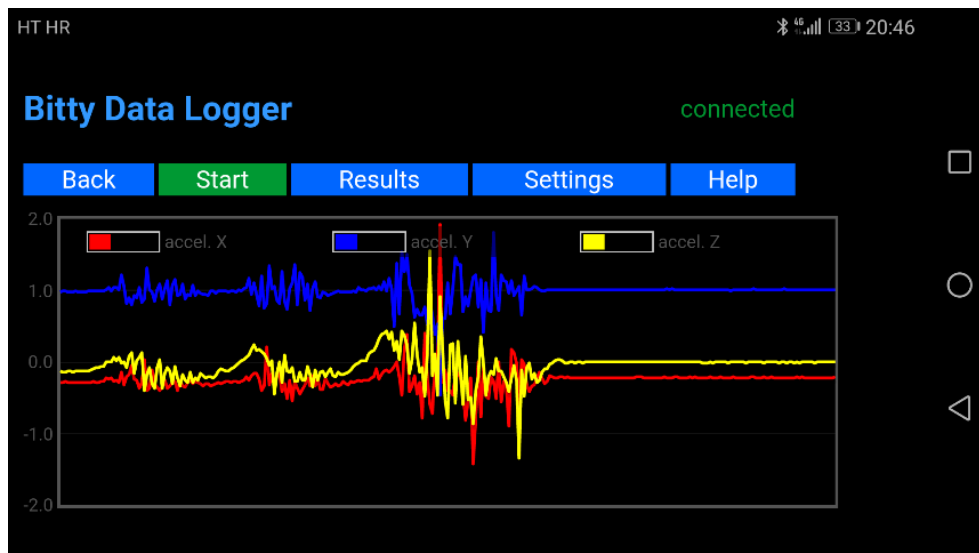 HT HR 4G 33 20:46
Bitty Data Logger connected
Back Start Results Settings Help
2.0
accel. X accel. Y accel. Z
1.0
0.0
-1.0
-2.0